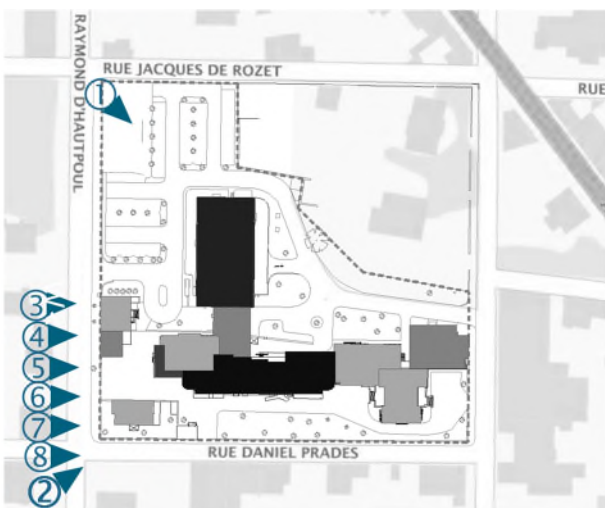 RAYMOND D'HAUTPOUL
RUE JACQUES DE ROZET
RUE
1
3
4
5
6
7
8
2
RUE DANIEL PRADES